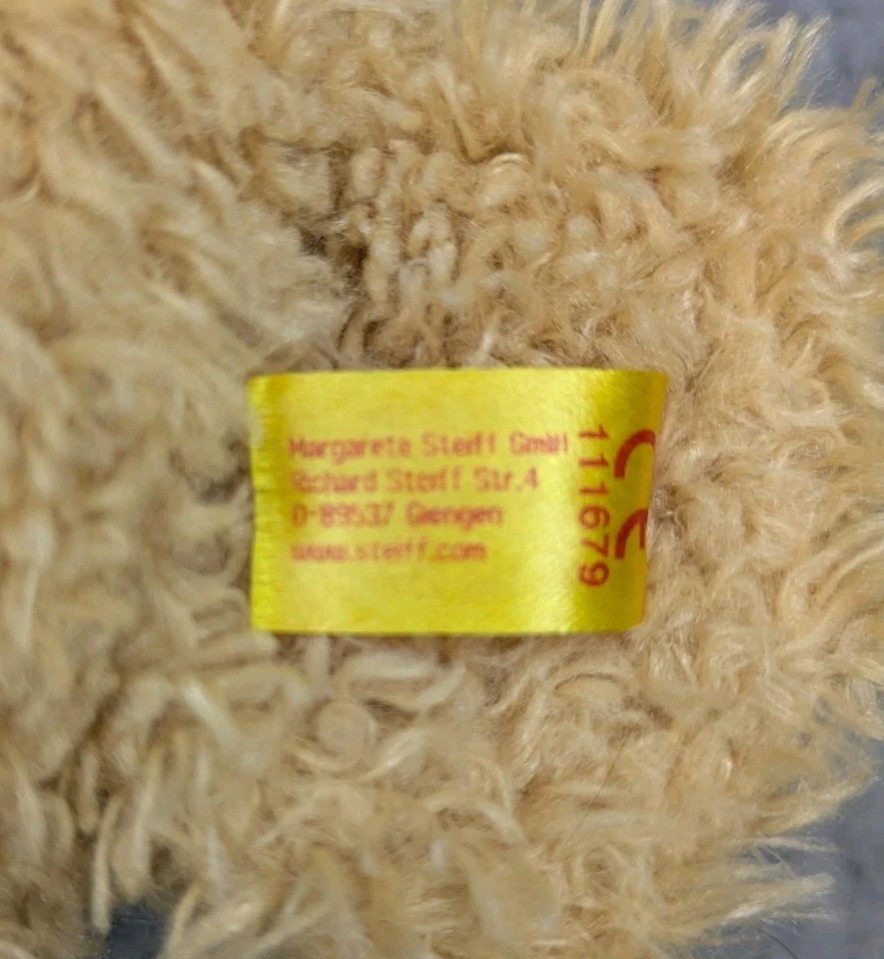 Margarete Steiff GmbH
Richard Steiff Str.4
D-89537 Giengen
www.steiff.com
111679
CE